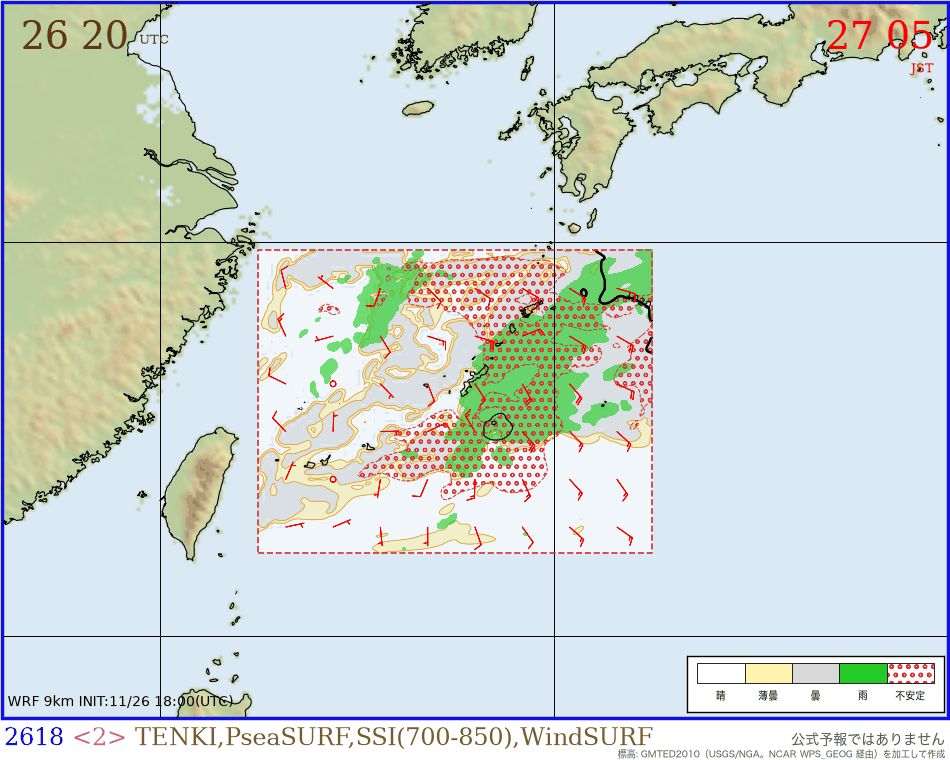 26 20 UTC
27 05
JST
晴 薄曇 曇 雨 不安定
WRF 9km INIT:11/26 18:00(UTC)
2618 <2> TENKI,PseaSURF,SSI(700-850),WindSURF
公式予報ではありません
標高: GMTED2010（USGS/NGA。NCAR WPS_GEOG 経由）を加工して作成